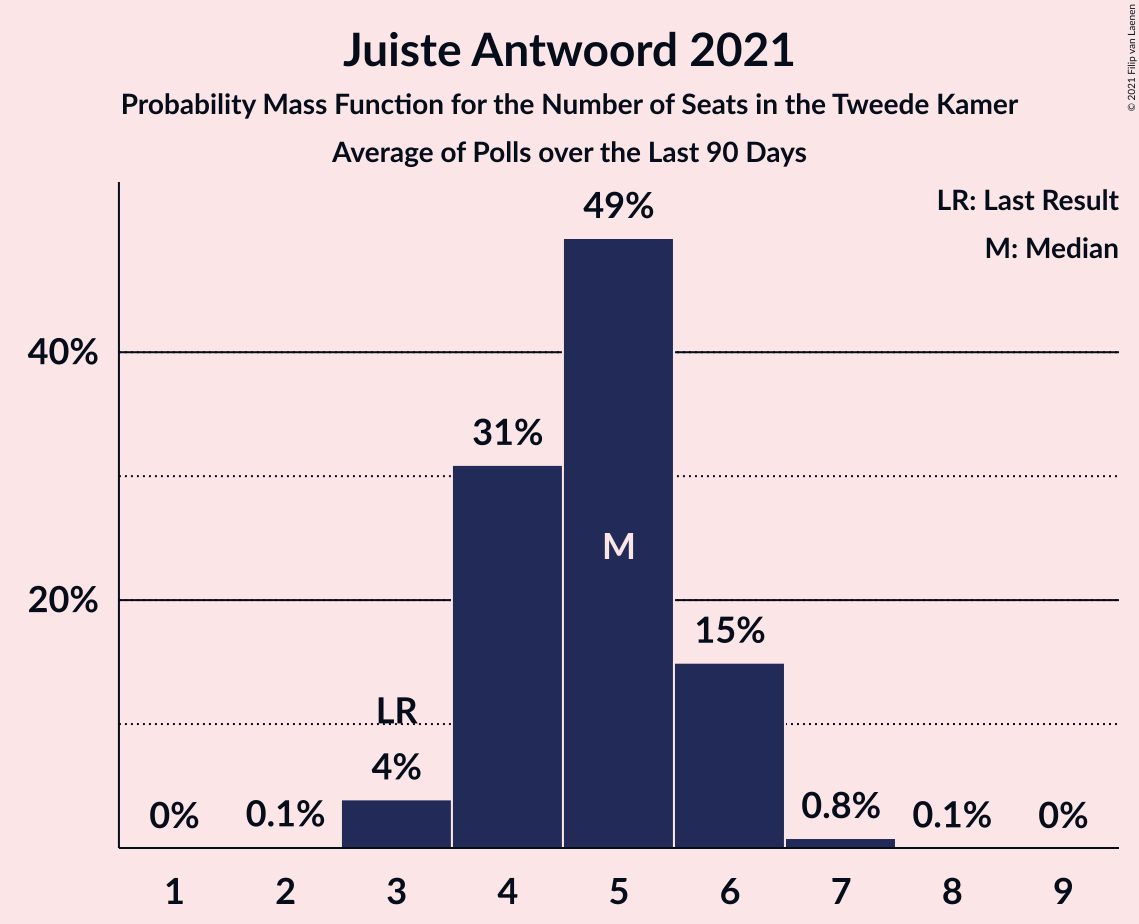 Juiste Antwoord 2021
Probability Mass Function for the Number of Seats in the Tweede Kamer
Average of Polls over the Last 90 Days
© 2021 Filip van Laenen
LR: Last Result
M: Median
49%
40%
31%
M
20%
15%
LR
4%
0%
0.1%
0.8%
0.1%
0%
1 2 3 4 5 6 7 8 9